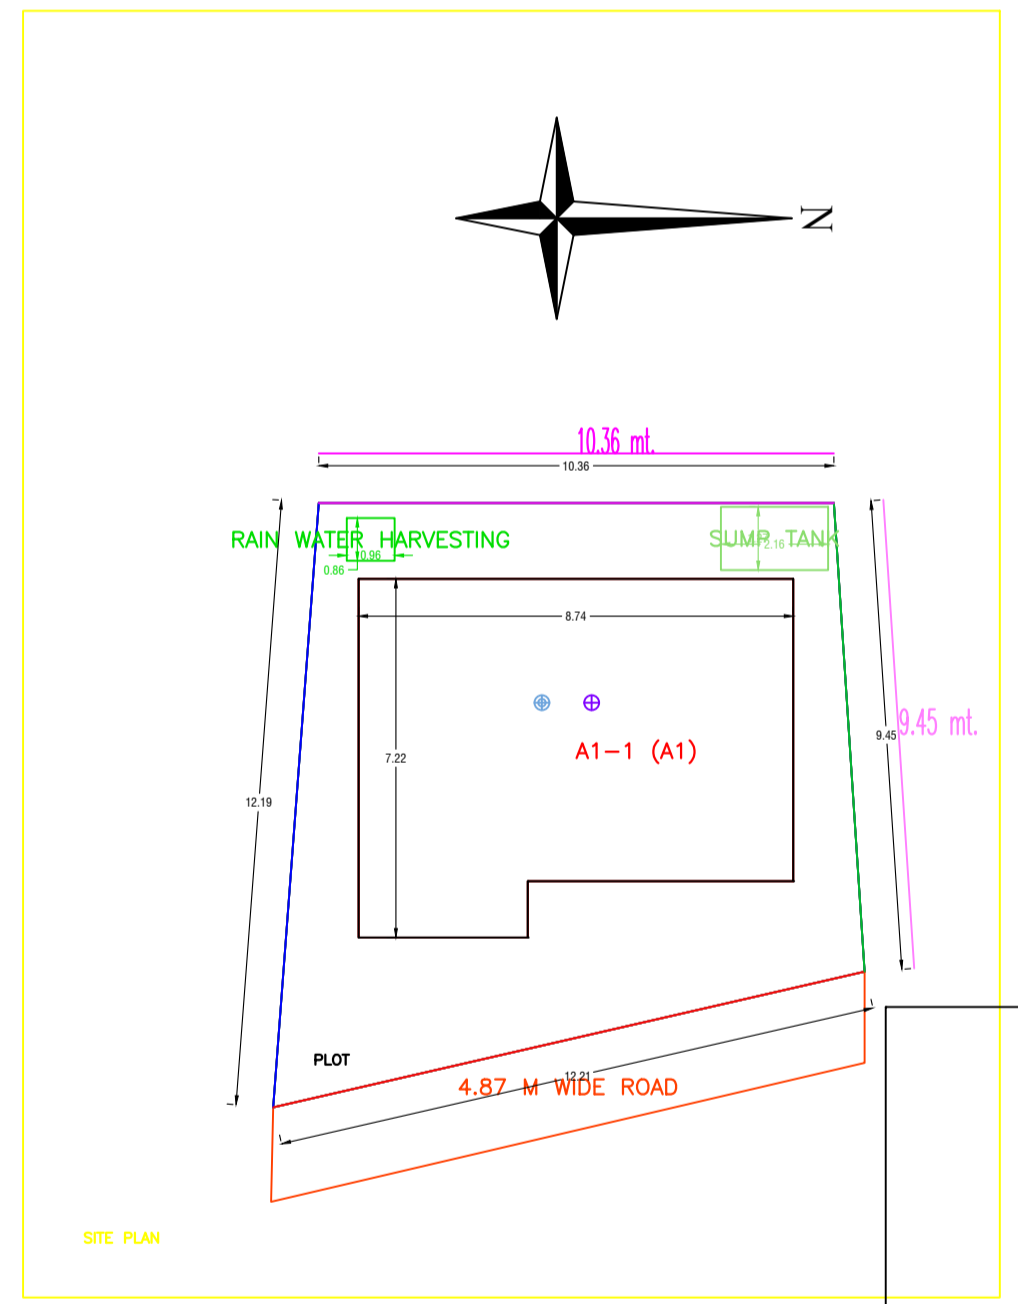 N
10.36 mt.
10.36
RAIN WATER HARVESTING
SUMP TANK
2.16
0.96
0.86
8.74
9.45 mt.
9.45
A1-1 (A1)
7.22
12.19
PLOT
12.21
4.87 M WIDE ROAD
SITE PLAN